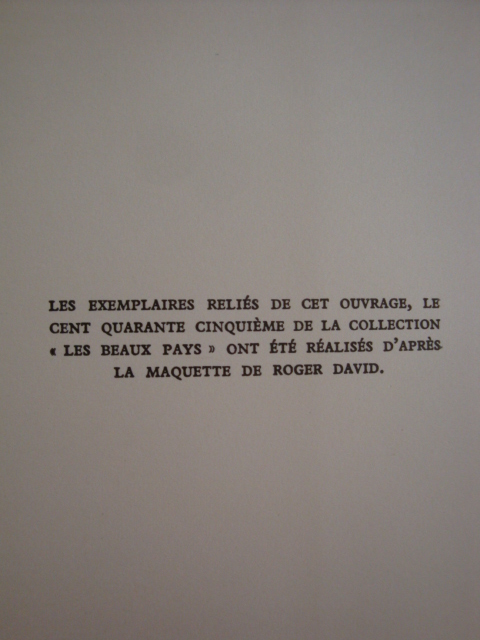 LES EXEMPLAIRES RELIÉS DE CET OUVRAGE, LE
CENT QUARANTE CINQUIÈME DE LA COLLECTION
« LES BEAUX PAYS » ONT ÉTÉ RÉALISÉS D'APRÈS
LA MAQUETTE DE ROGER DAVID.